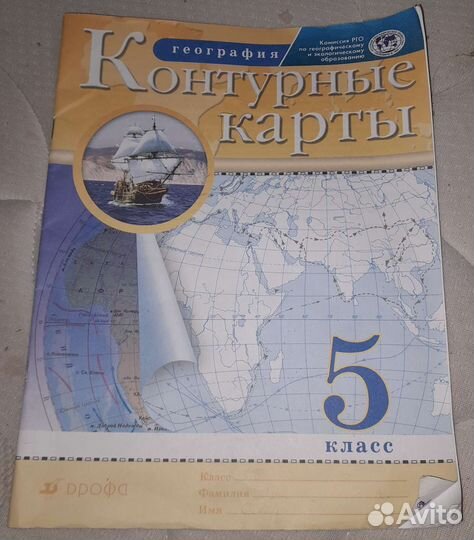 география
Комиссия РГО
по географическому
и экологическому
образованию
Контурные
карты
5
класс
дрофа
Класс
Фамилия
Имя
Avito